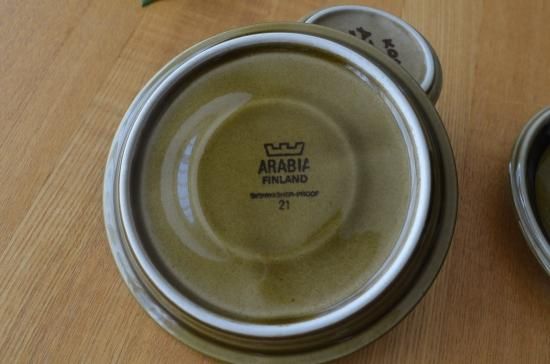 ARABIA
FINLAND
DISHWASHER-PROOF
21